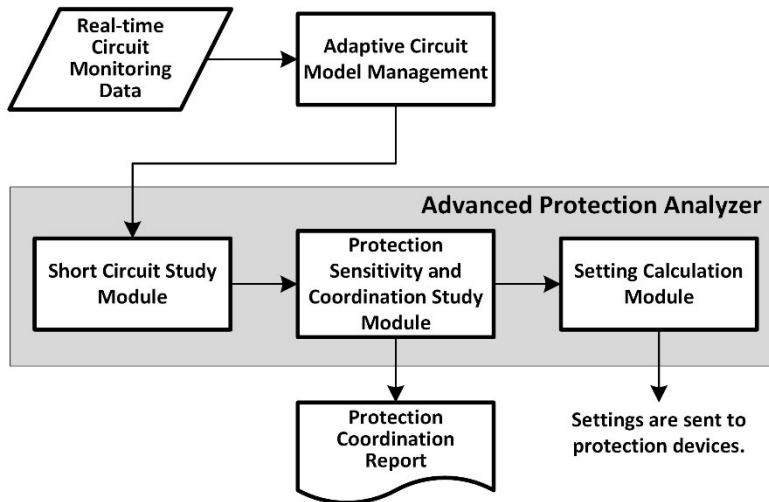 Real-time
Circuit
Monitoring
Data
Adaptive Circuit
Model Management
Advanced Protection Analyzer
Short Circuit Study
Module
Protection
Sensitivity and
Coordination Study
Module
Setting Calculation
Module
Protection
Coordination
Report
Settings are sent to
protection devices.